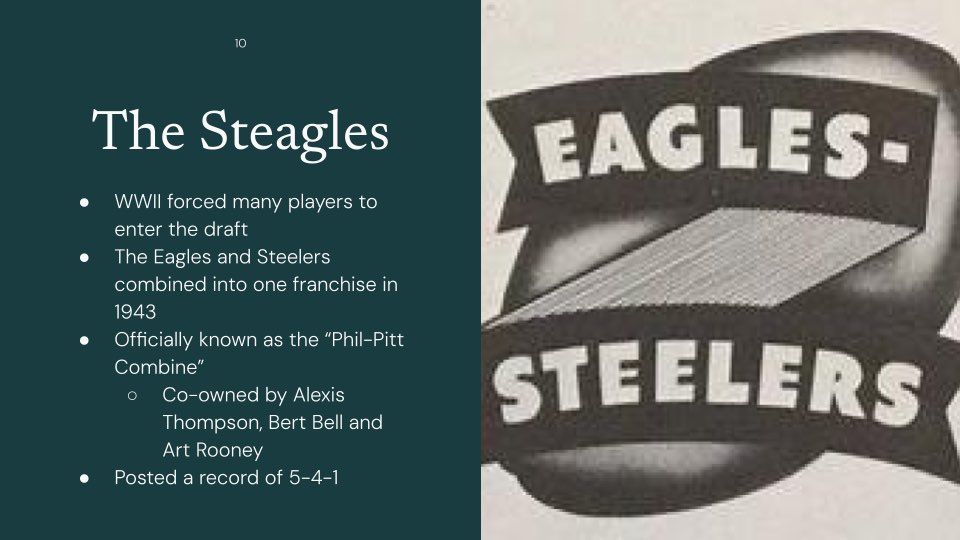 10
The Steagles
● WWII forced many players to
enter the draft
● The Eagles and Steelers
combined into one franchise in
1943
● Officially known as the “Phil-Pitt
Combine”
○ Co-owned by Alexis
Thompson, Bert Bell and
Art Rooney
● Posted a record of 5-4-1
EAGLES-
STEELERS